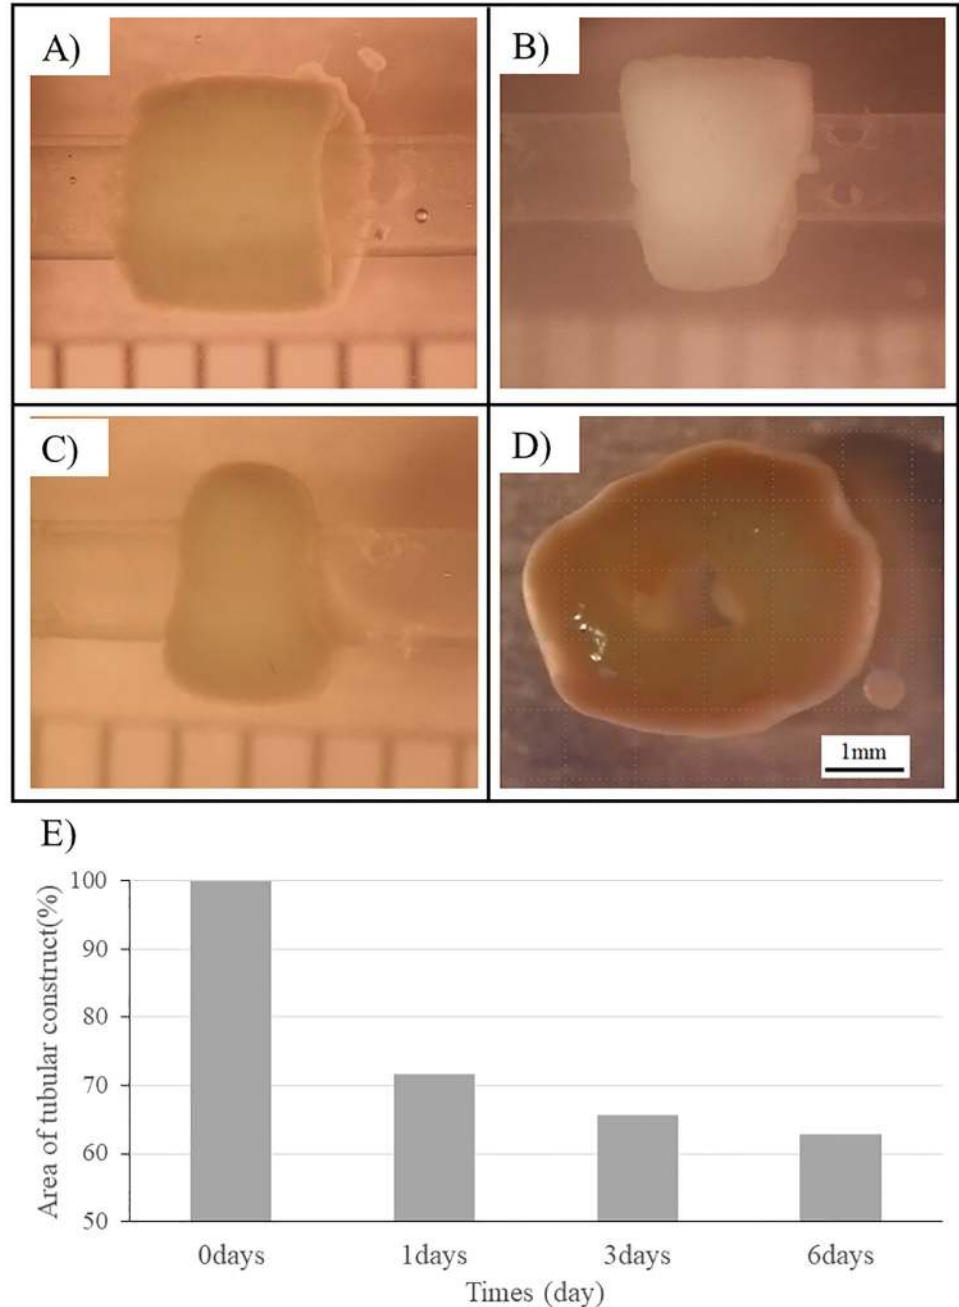 A)
B)
C)
D)
1mm
E)
Area of tubular construct(%)
100
90
80
70
60
50
0days
1days
3days
6days
Times (day)